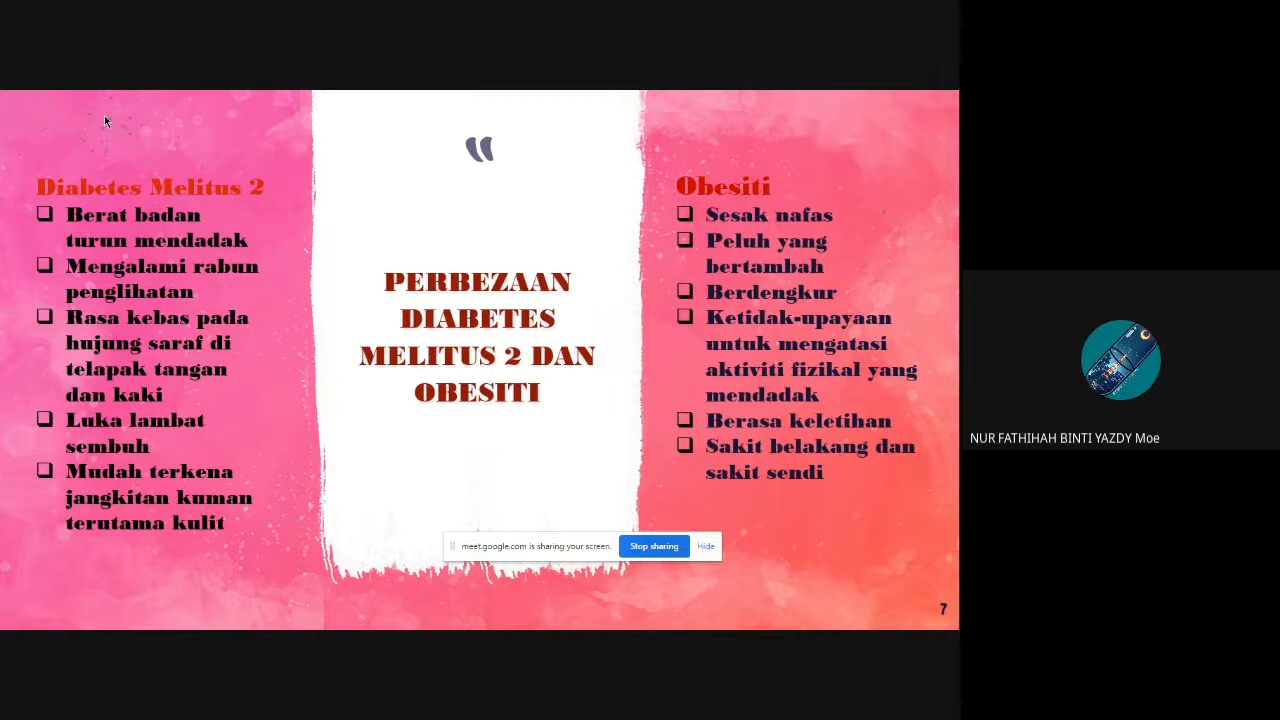 Diabetes Melitus 2
❑ Berat badan
turun mendadak
❑ Mengalami rabun
penglihatan
❑ Rasa kebas pada
hujung saraf di
telapak tangan
dan kaki
❑ Luka lambat
sembuh
❑ Mudah terkena
jangkitan kuman
terutama kulit
“
PERBEZAAN
DIABETES
MELITUS 2 DAN
OBESITI
Obesiti
❑ Sesak nafas
❑ Peluh yang
bertambah
❑ Berdengkur
❑ Ketidak-upayaan
untuk mengatasi
aktiviti fizikal yang
mendadak
❑ Berasa keletihan
❑ Sakit belakang dan
sakit sendi
meet.google.com is sharing your screen. Stop sharing Hide
7
NUR FATHIHAH BINTI YAZDY Moe